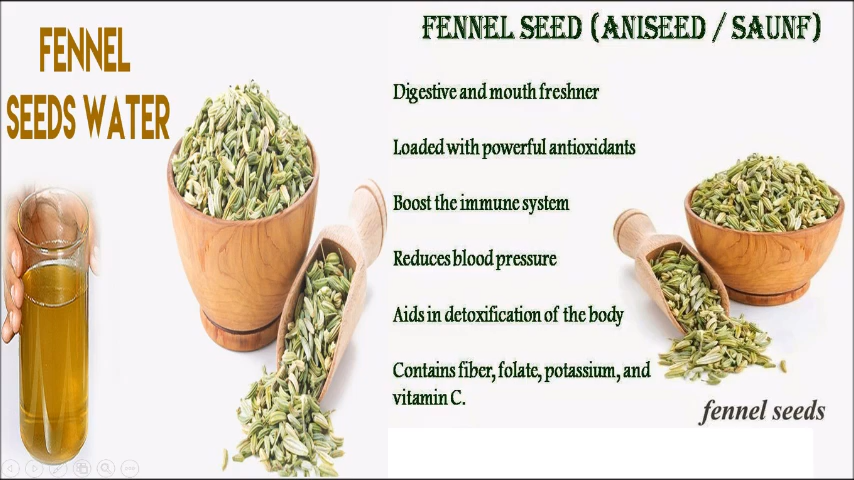 FENNEL
SEEDS WATER
FENNEL SEED (ANISEED / SAUNF)
Digestive and mouth freshner
Loaded with powerful antioxidants
Boost the immune system
Reduces blood pressure
Aids in detoxification of the body
Contains fiber, folate, potassium, and
vitamin C.
fennel seeds